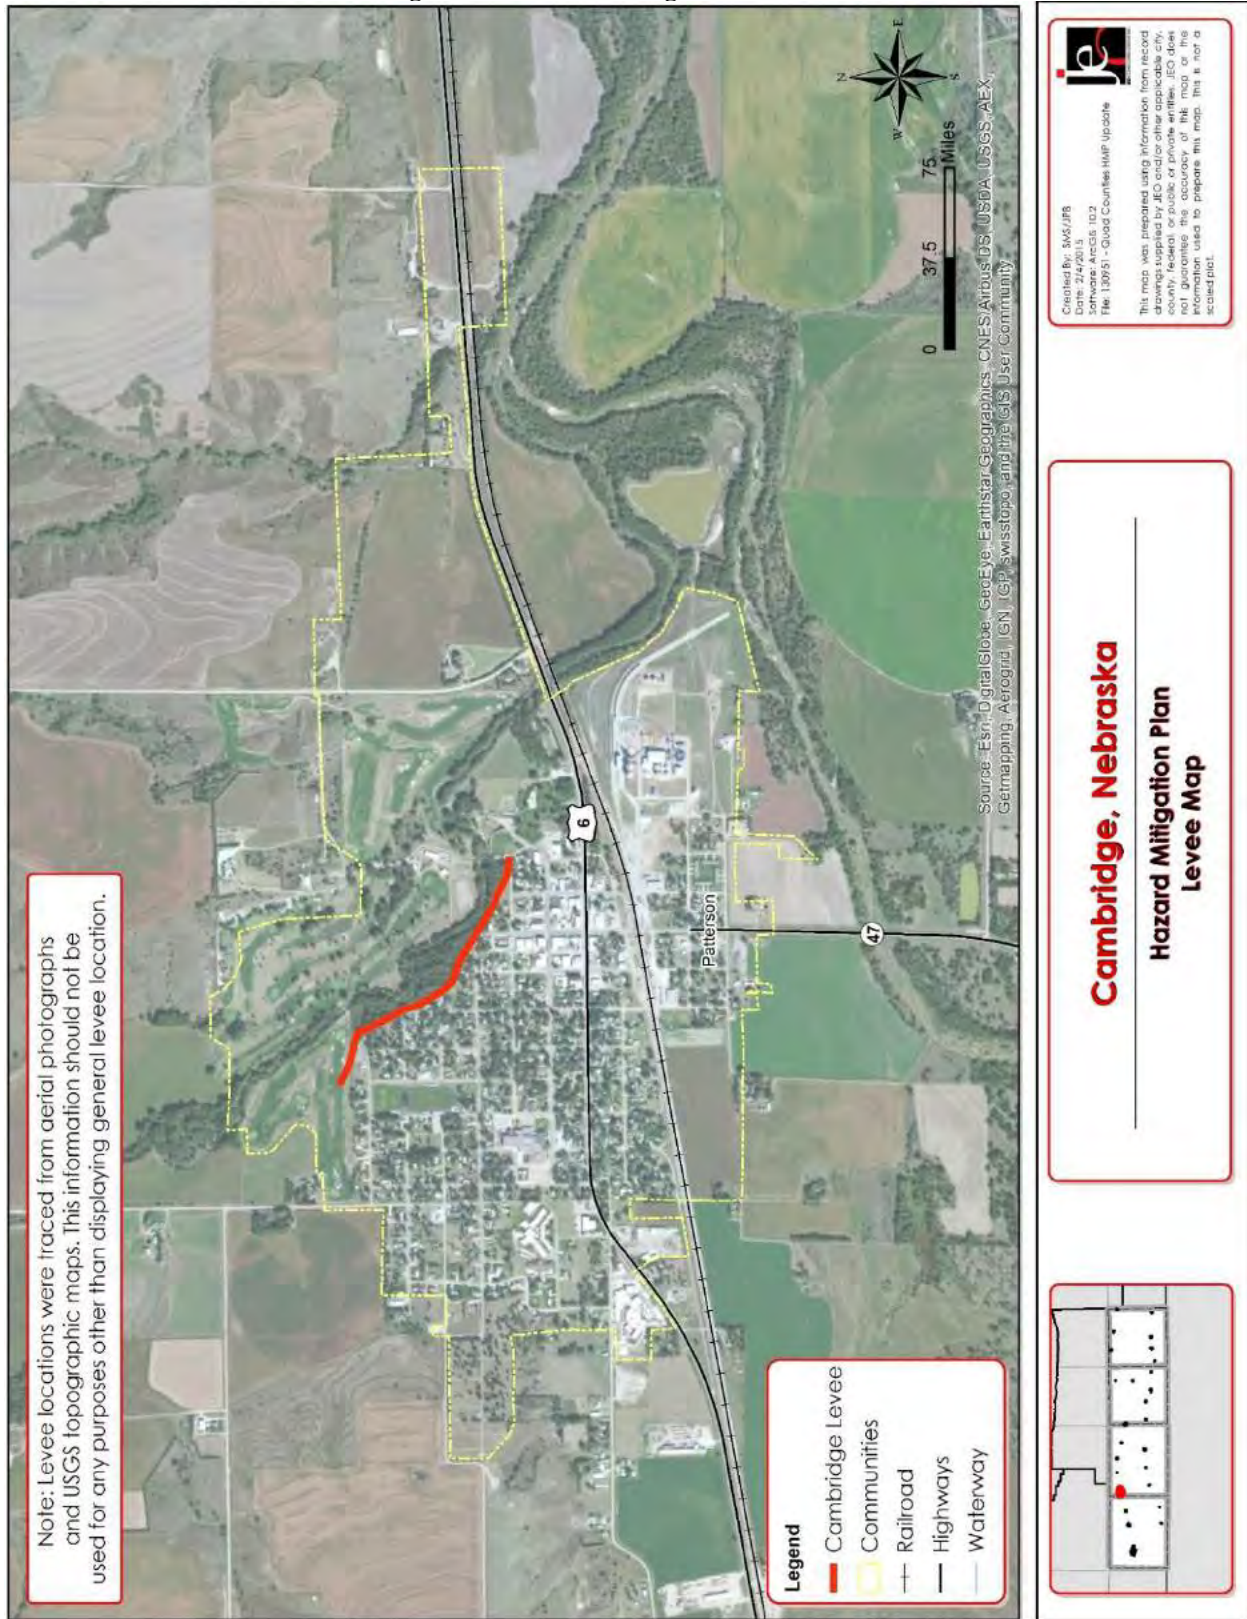 Note: Levee locations were traced from aerial photographs
and USGS topographic maps. This information should not be
used for any purposes other than displaying general levee location.
N
E
S
W
0 37.5 75
Miles
6
Patterson
47
Source: Esri, DigitalGlobe, GeoEye, Earthstar Geographics, CNES/Airbus DS, USDA, USGS, AEX,
Getmapping, Aerogrid, IGN, IGP, swisstopo, and the GIS User Community
Legend
Cambridge Levee
Communities
Railroad
Highways
Waterway
Cambridge, Nebraska
Hazard Mitigation Plan
Levee Map
Created By: SMS/JPB
Date: 2/4/2015
Software: ArcGIS 10.2
File: 130951 - Quad Counties HMP Update
This map was prepared using information from record
drawings supplied by JEO and/or other applicable city,
county, federal, or public or private entities. JEO does
not guarantee the accuracy of this map or the
information used to prepare this map. This is not a
scaled plat.